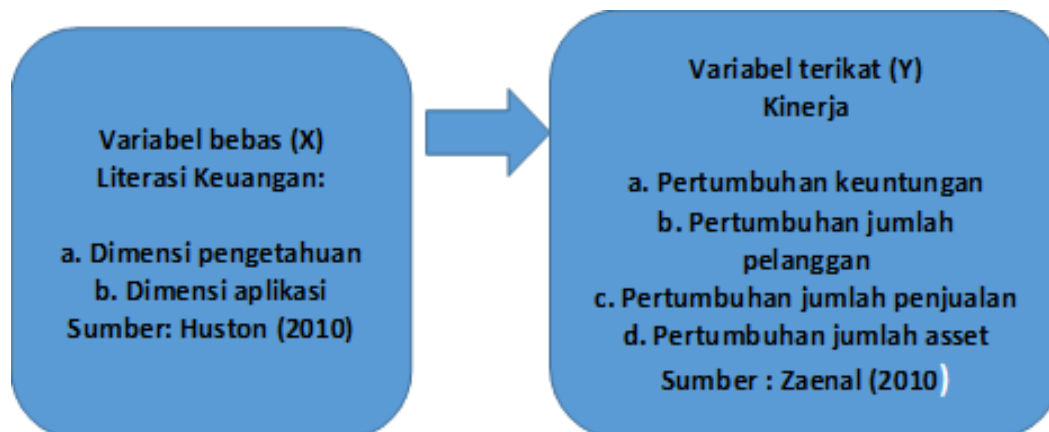 Variabel bebas (X)
Literasi Keuangan:
a. Dimensi pengetahuan
b. Dimensi aplikasi
Sumber: Huston (2010)
Variabel terikat (Y)
Kinerja
a. Pertumbuhan keuntungan
b. Pertumbuhan jumlah
pelanggan
c. Pertumbuhan jumlah penjualan
d. Pertumbuhan jumlah asset
Sumber : Zaenal (2010)